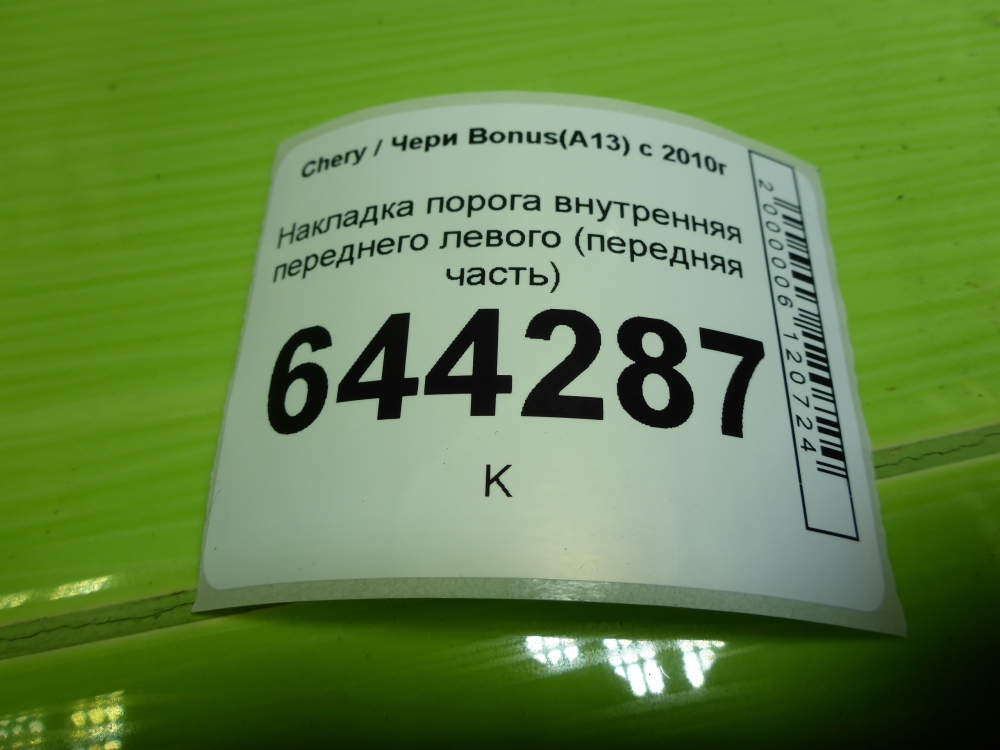 Chery / Чери Bonus(A13) с 2010г
Накладка порога внутренняя
переднего левого (передняя
часть)
644287
К
2000006120724